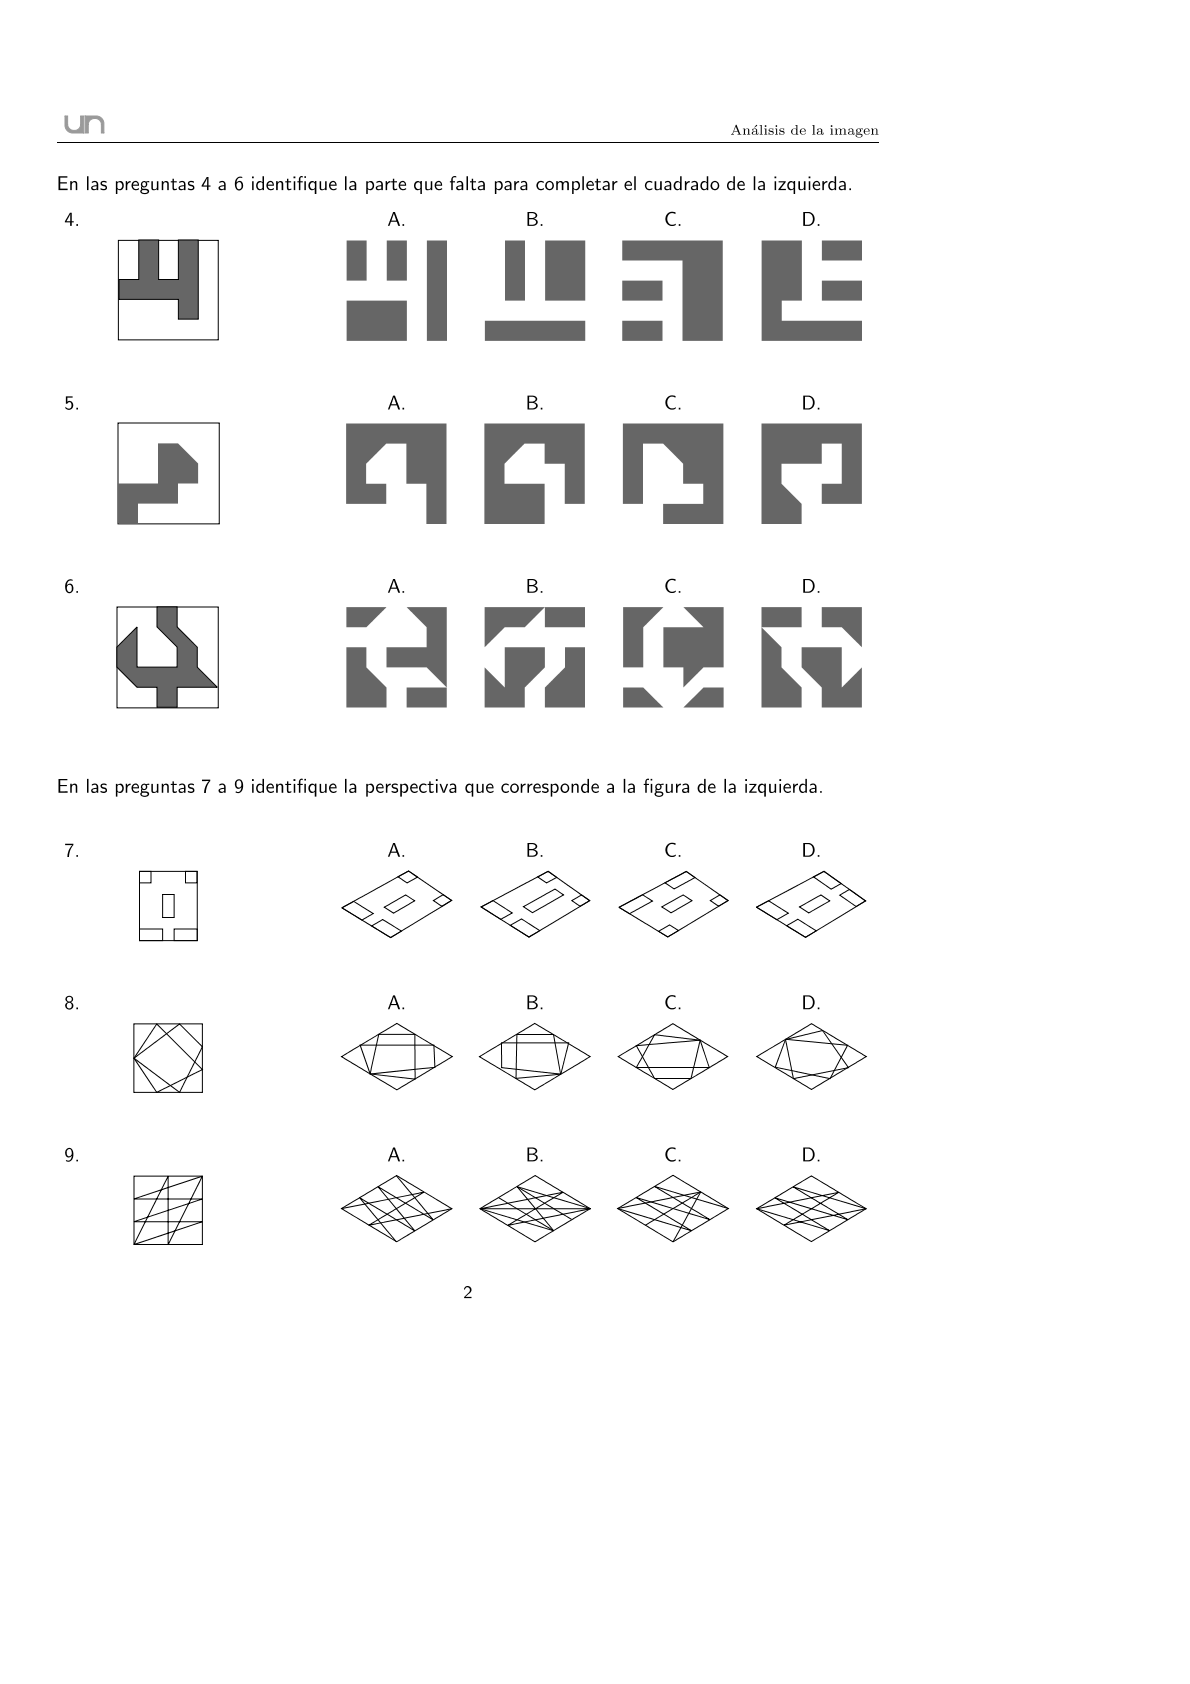 un
Análisis de la imagen
En las preguntas 4 a 6 identifique la parte que falta para completar el cuadrado de la izquierda.
4. A. B. C. D.
5. A. B. C. D.
6. A. B. C. D.
En las preguntas 7 a 9 identifique la perspectiva que corresponde a la figura de la izquierda.
7. A. B. C. D.
8. A. B. C. D.
9. A. B. C. D.
2